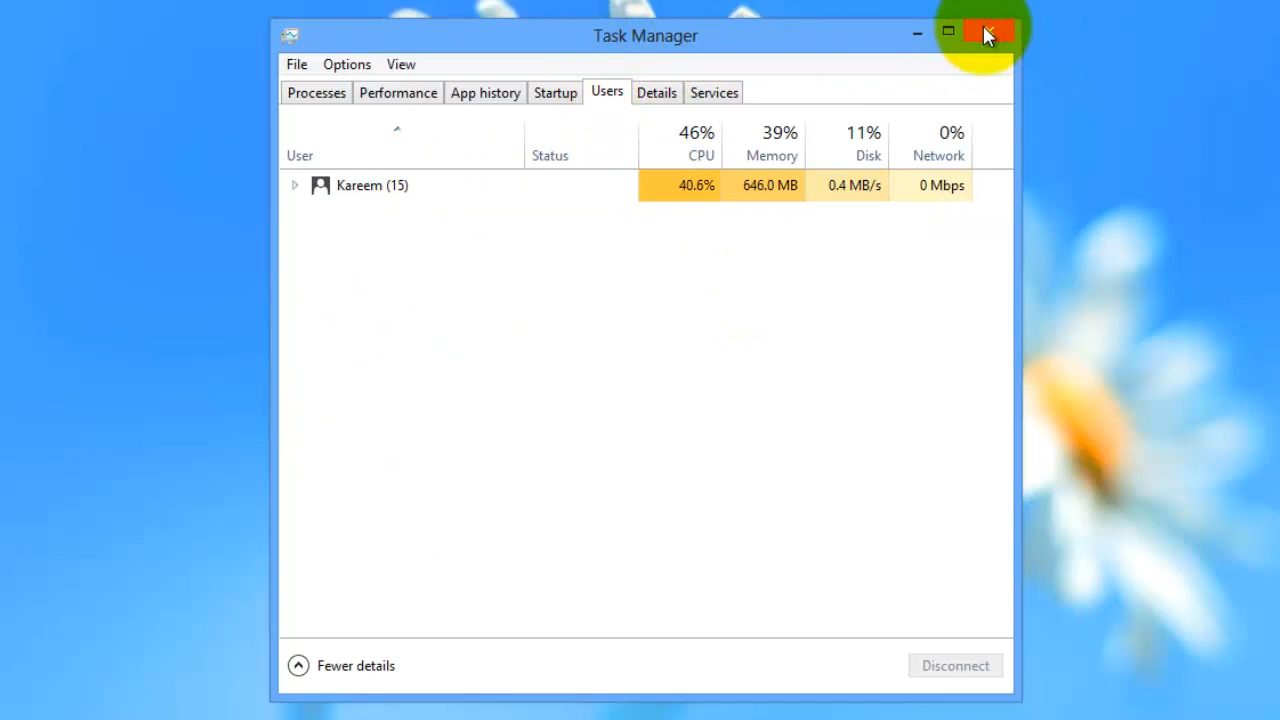 Task Manager
File Options View
Processes Performance App history Startup Users Details Services
46% 39% 11% 0%
User Status CPU Memory Disk Network
Kareem (15) 40.6% 646.0 MB 0.4 MB/s 0 Mbps
Fewer details Disconnect